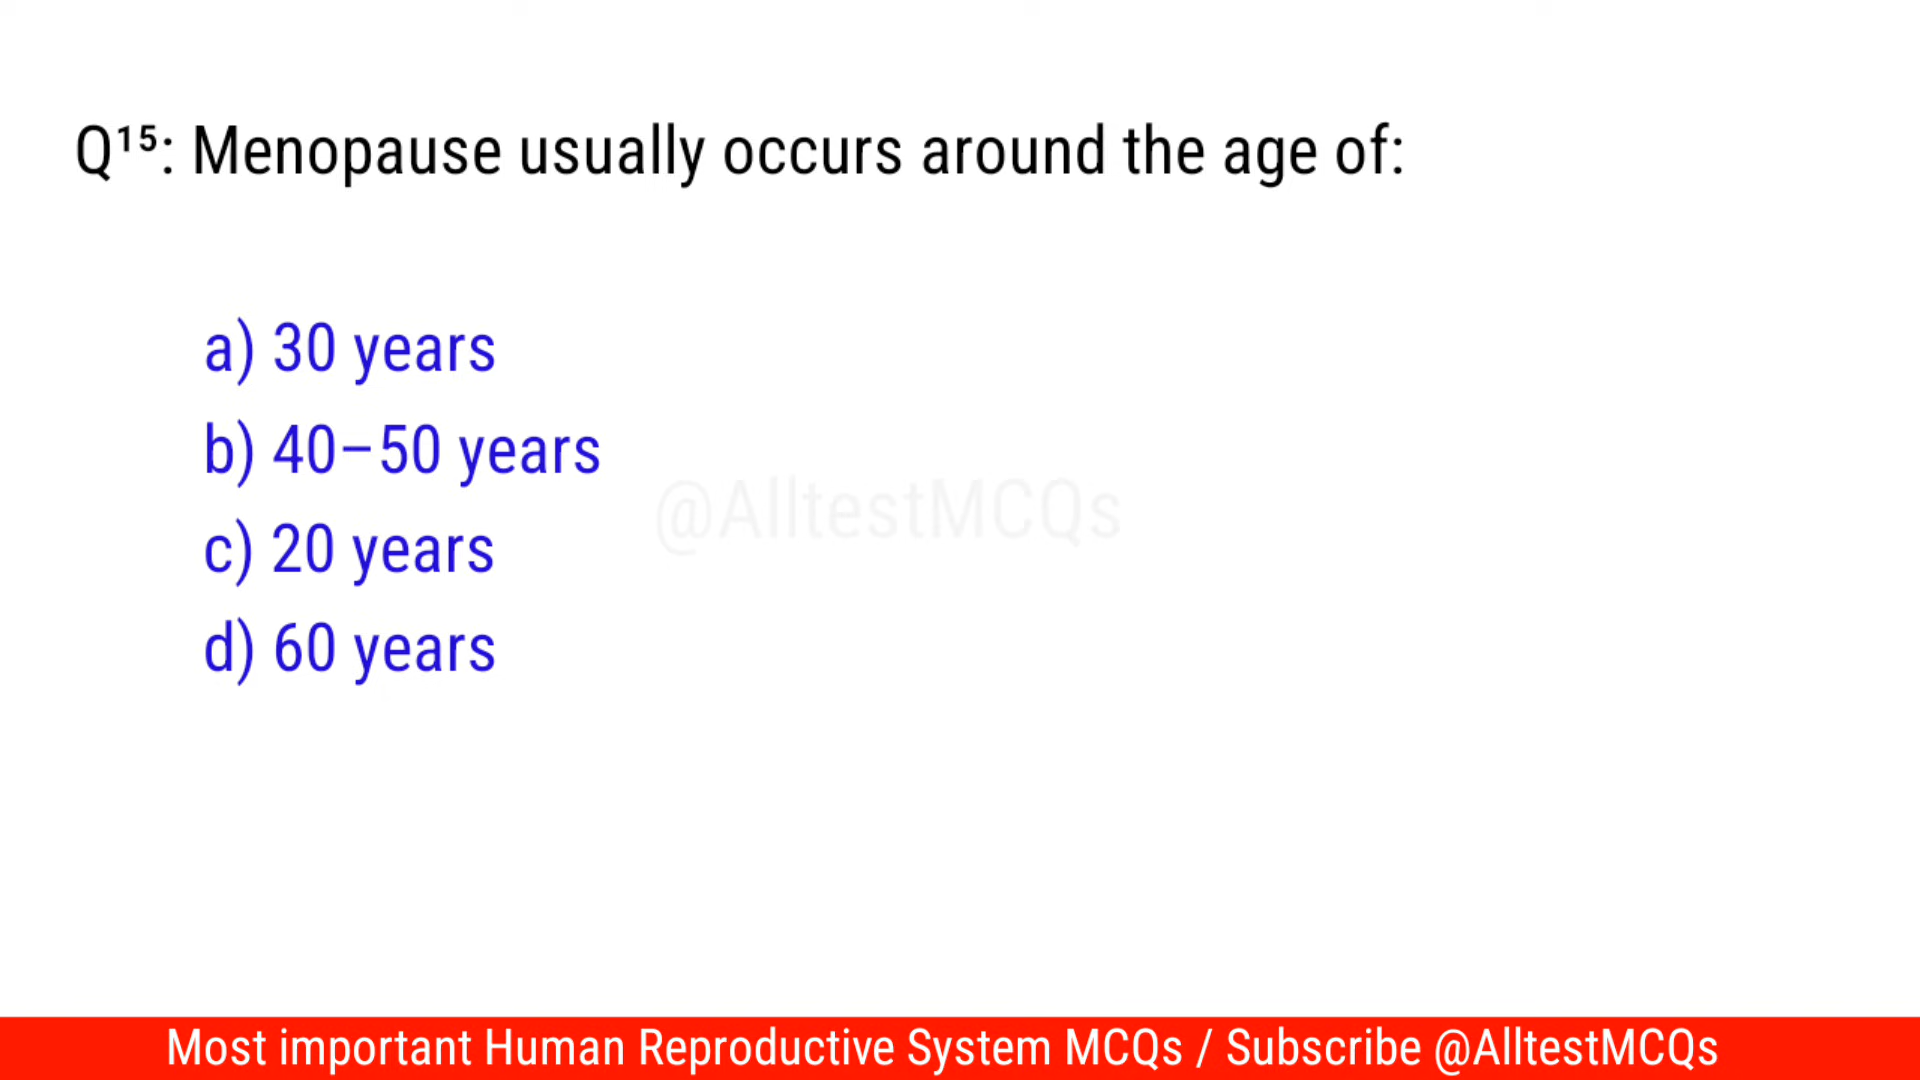 Q¹⁵: Menopause usually occurs around the age of:
a) 30 years
b) 40–50 years
@AlltestMCQs
c) 20 years
d) 60 years
Most important Human Reproductive System MCQs / Subscribe @AlltestMCQs